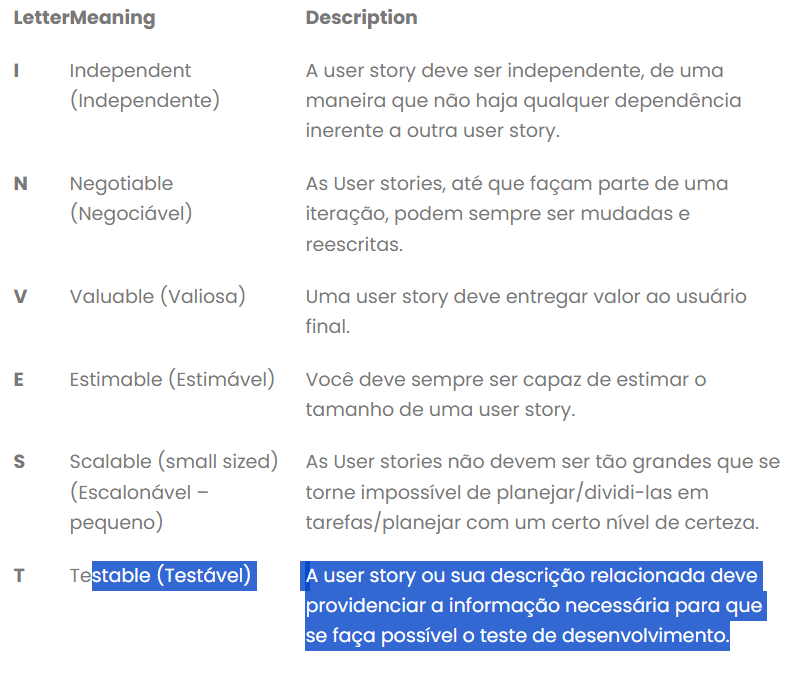 LetterMeaning Description
I Independent A user story deve ser independente, de uma
(Independente) maneira que não haja qualquer dependência
inerente a outra user story.
N Negotiable As User stories, até que façam parte de uma
(Negociável) iteração, podem sempre ser mudadas e
reescritas.
V Valuable (Valiosa) Uma user story deve entregar valor ao usuário
final.
E Estimable (Estimável) Você deve sempre ser capaz de estimar o
tamanho de uma user story.
S Scalable (small sized) As User stories não devem ser tão grandes que se
(Escalonável – torne impossível de planejar/dividi-las em
pequeno) tarefas/planejar com um certo nível de certeza.
T Testable (Testável) A user story ou sua descrição relacionada deve
providenciar a informação necessária para que
se faça possível o teste de desenvolvimento.